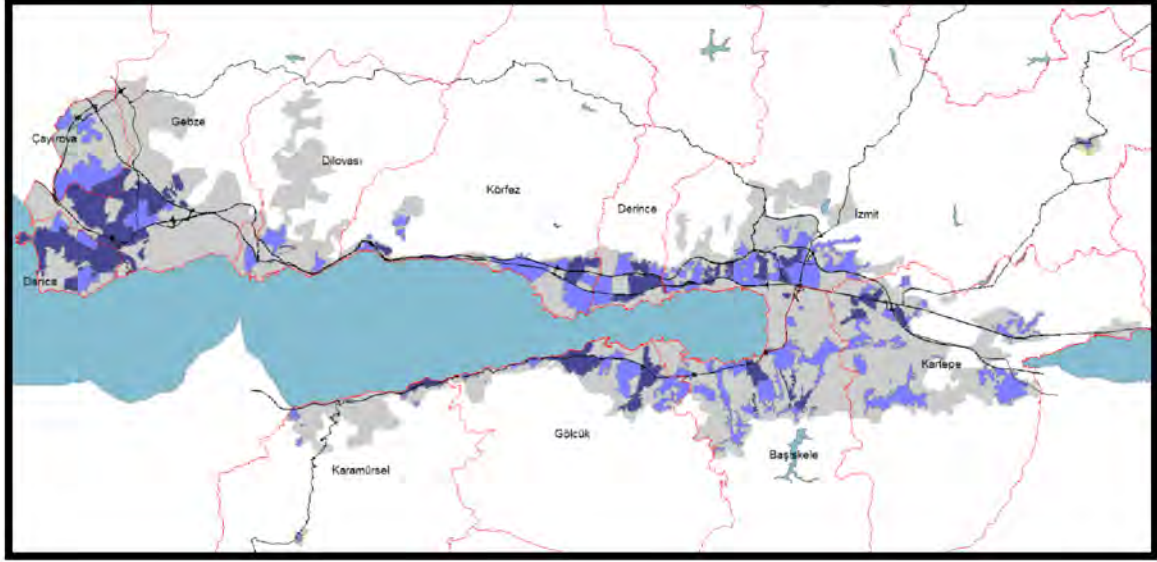 Gebze
Çayırova
Dilovası
Körfez
Derince
İzmit
Darıca
Kartepe
Gölcük
Başiskele
Karamürsel